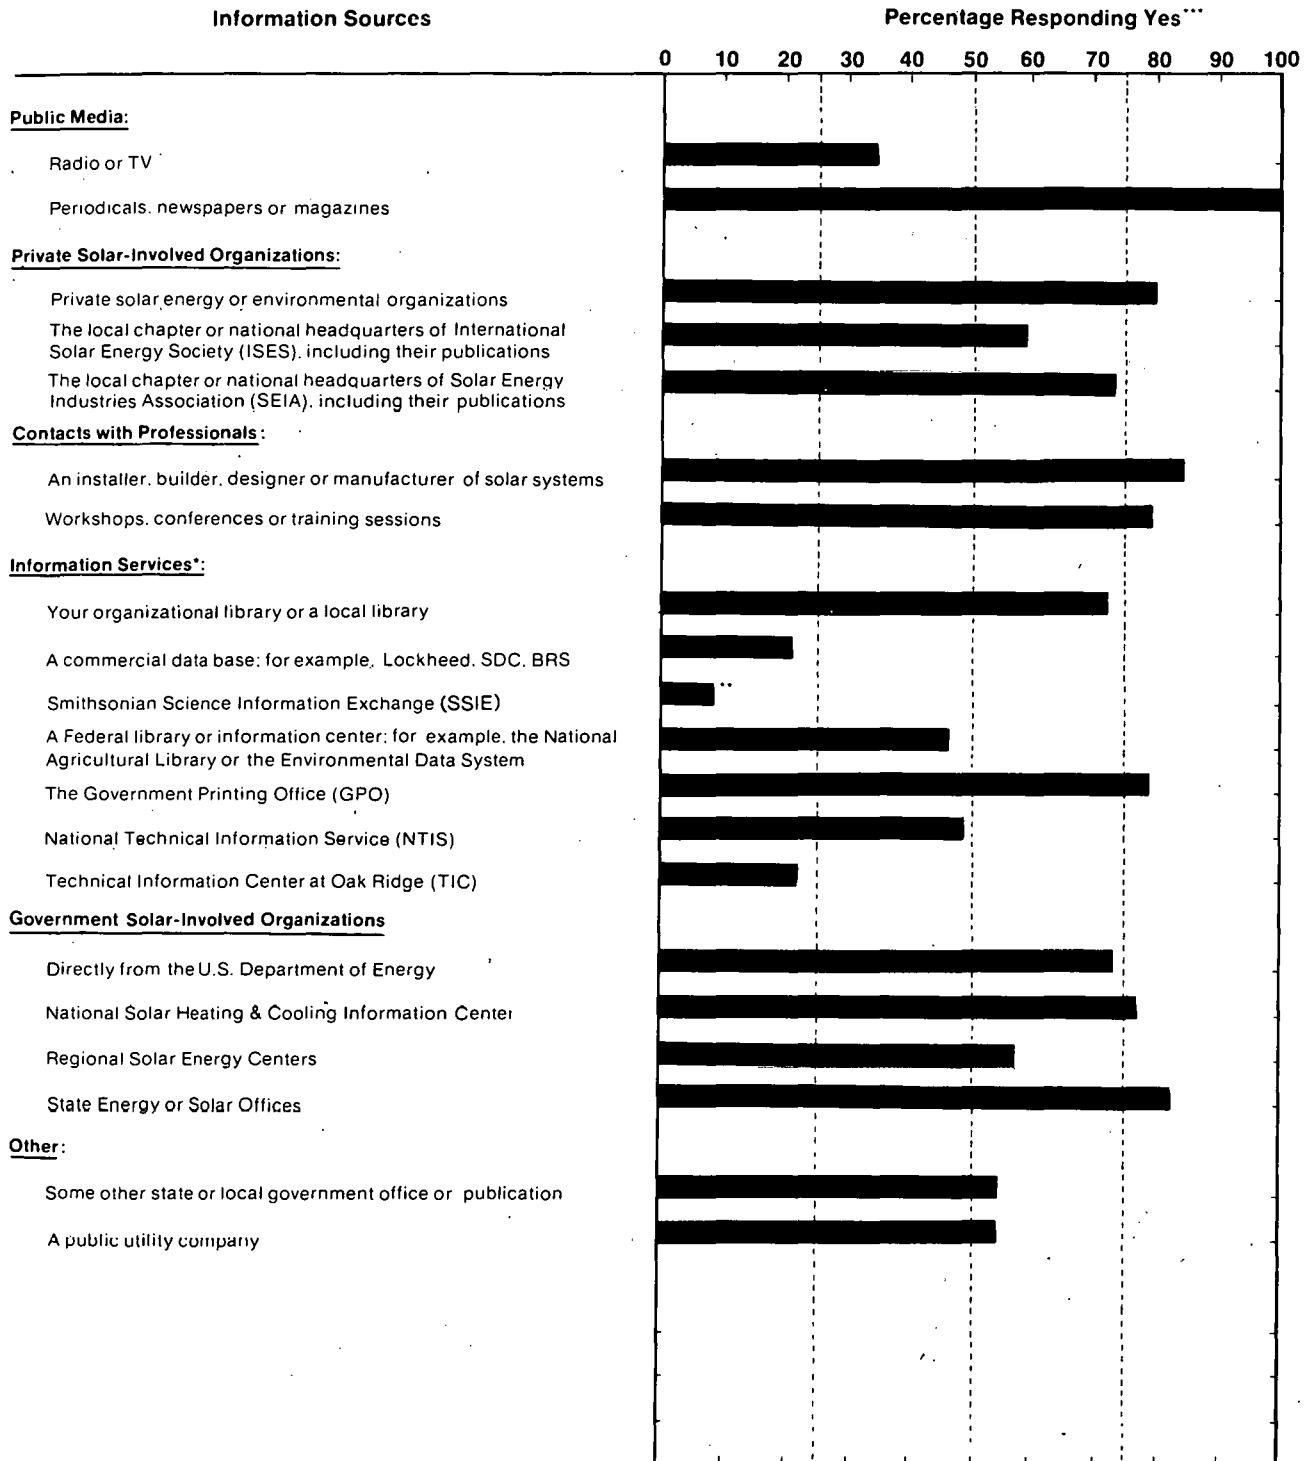 Information Sources
Percentage Responding Yes***
0 10 20 30 40 50 60 70 80 90 100
Public Media:
Radio or TV
Periodicals, newspapers or magazines
Private Solar-Involved Organizations:
Private solar energy or environmental organizations
The local chapter or national headquarters of International
Solar Energy Society (ISES), including their publications
The local chapter or national headquarters of Solar Energy
Industries Association (SEIA), including their publications
Contacts with Professionals:
An installer, builder, designer or manufacturer of solar systems
Workshops, conferences or training sessions
Information Services*:
Your organizational library or a local library
A commercial data base; for example, Lockheed, SDC, BRS
Smithsonian Science Information Exchange (SSIE)
**
A Federal library or information center; for example, the National
Agricultural Library or the Environmental Data System
The Government Printing Office (GPO)
National Technical Information Service (NTIS)
Technical Information Center at Oak Ridge (TIC)
Government Solar-Involved Organizations
Directly from the U.S. Department of Energy
National Solar Heating & Cooling Information Center
Regional Solar Energy Centers
State Energy or Solar Offices
Other:
Some other state or local government office or publication
A public utility company